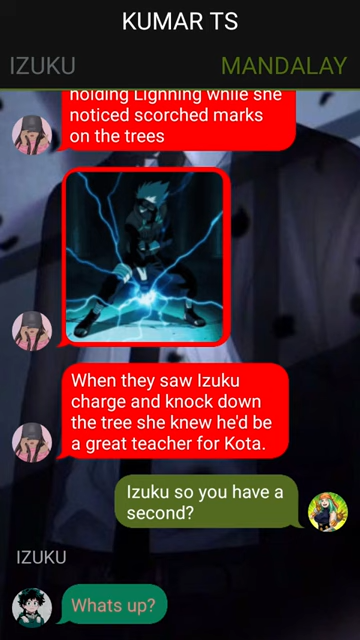 KUMAR TS
IZUKU
MANDALAY
holding Lighning while she
noticed scorched marks
on the trees
When they saw Izuku
charge and knock down
the tree she knew he'd be
a great teacher for Kota.
Izuku so you have a
second?
IZUKU
Whats up?